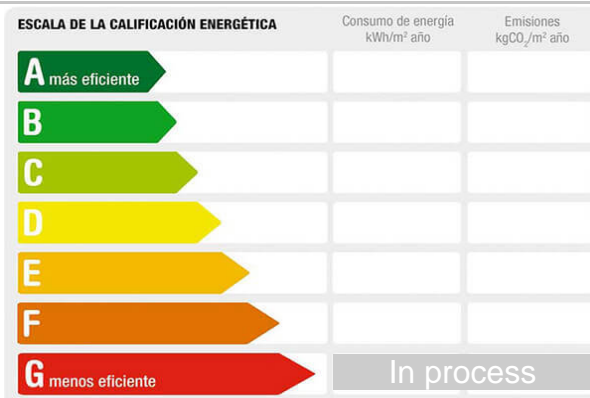 ESCALA DE LA CALIFICACIÓN ENERGÉTICA
Consumo de energía
kWh/m² año
Emisiones
kgCO₂/m² año
A más eficiente
B
C
D
E
F
G menos eficiente
In process